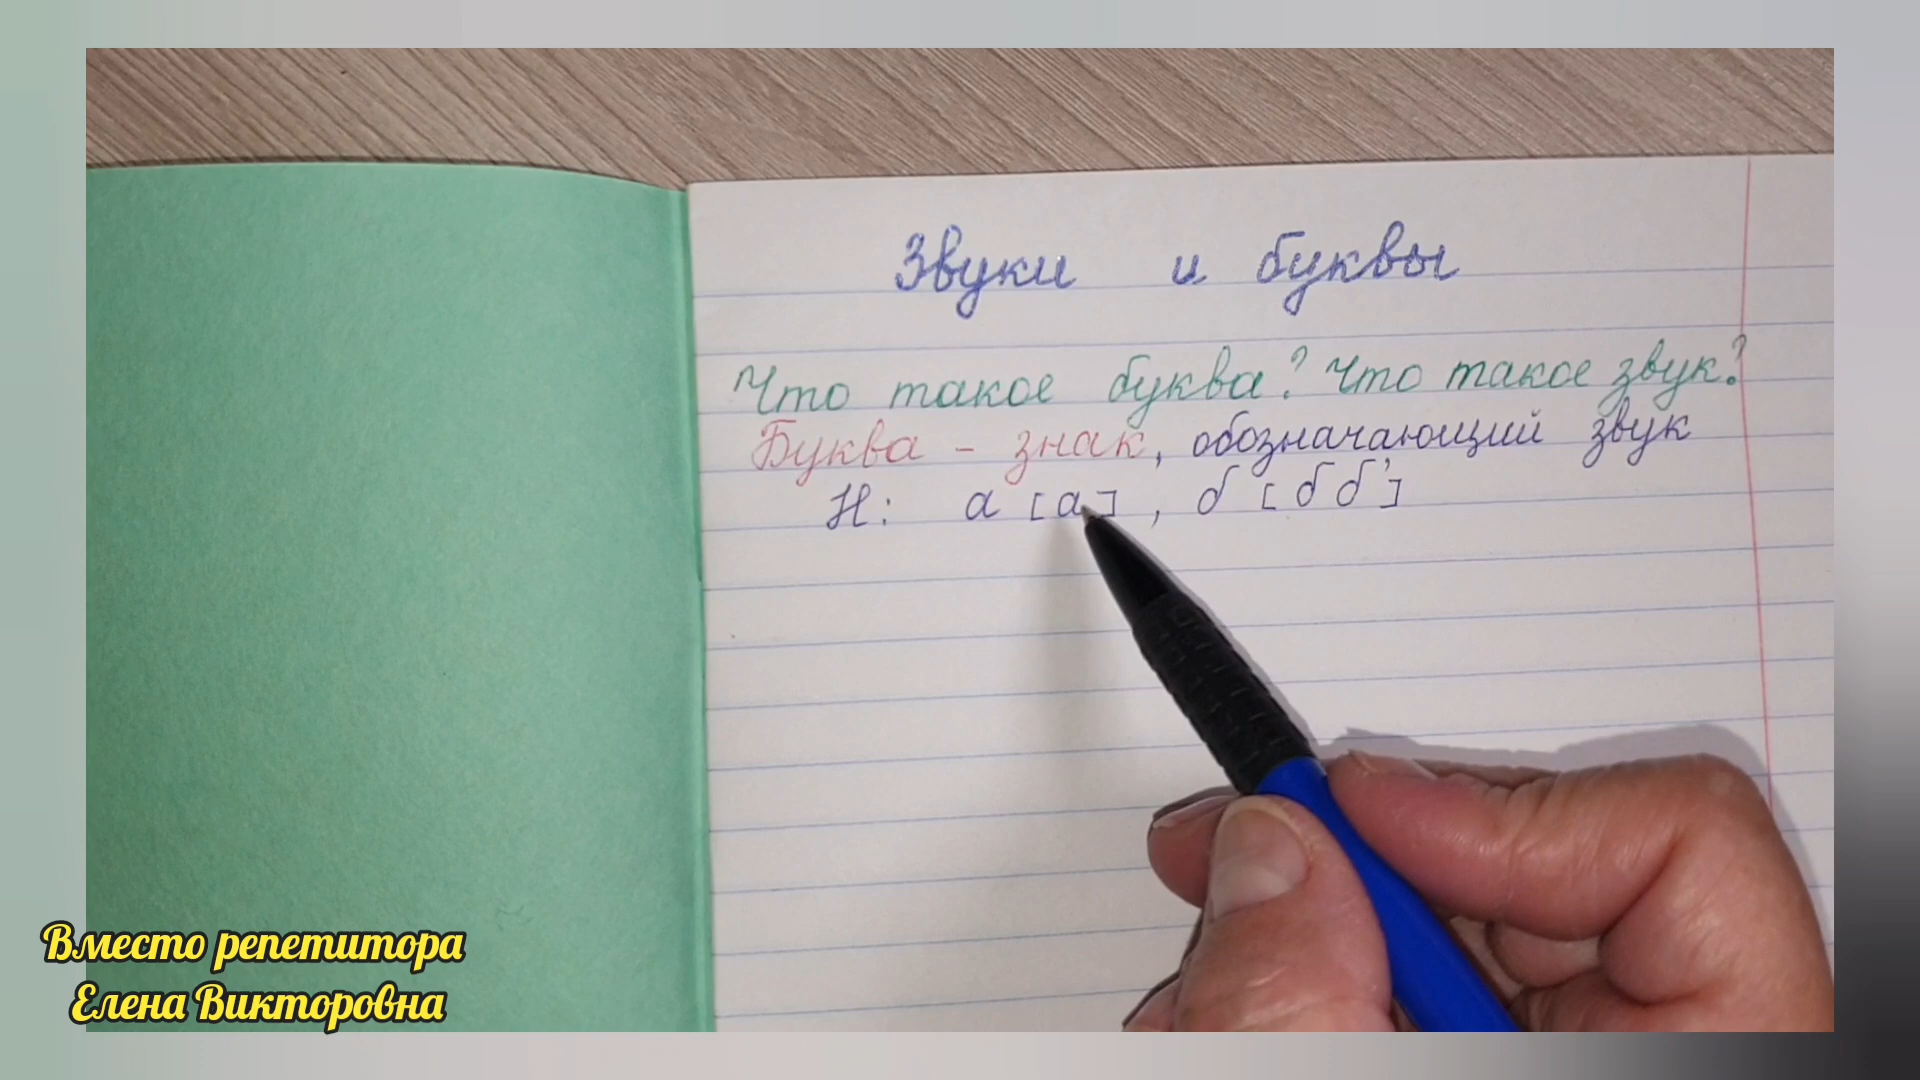 Звуки и буквы
Что такое буква? Что такое звук?
Буква - знак, обозначающий звук
Н: а [а], б [б б']
Вместо репетитора
Елена Викторовна